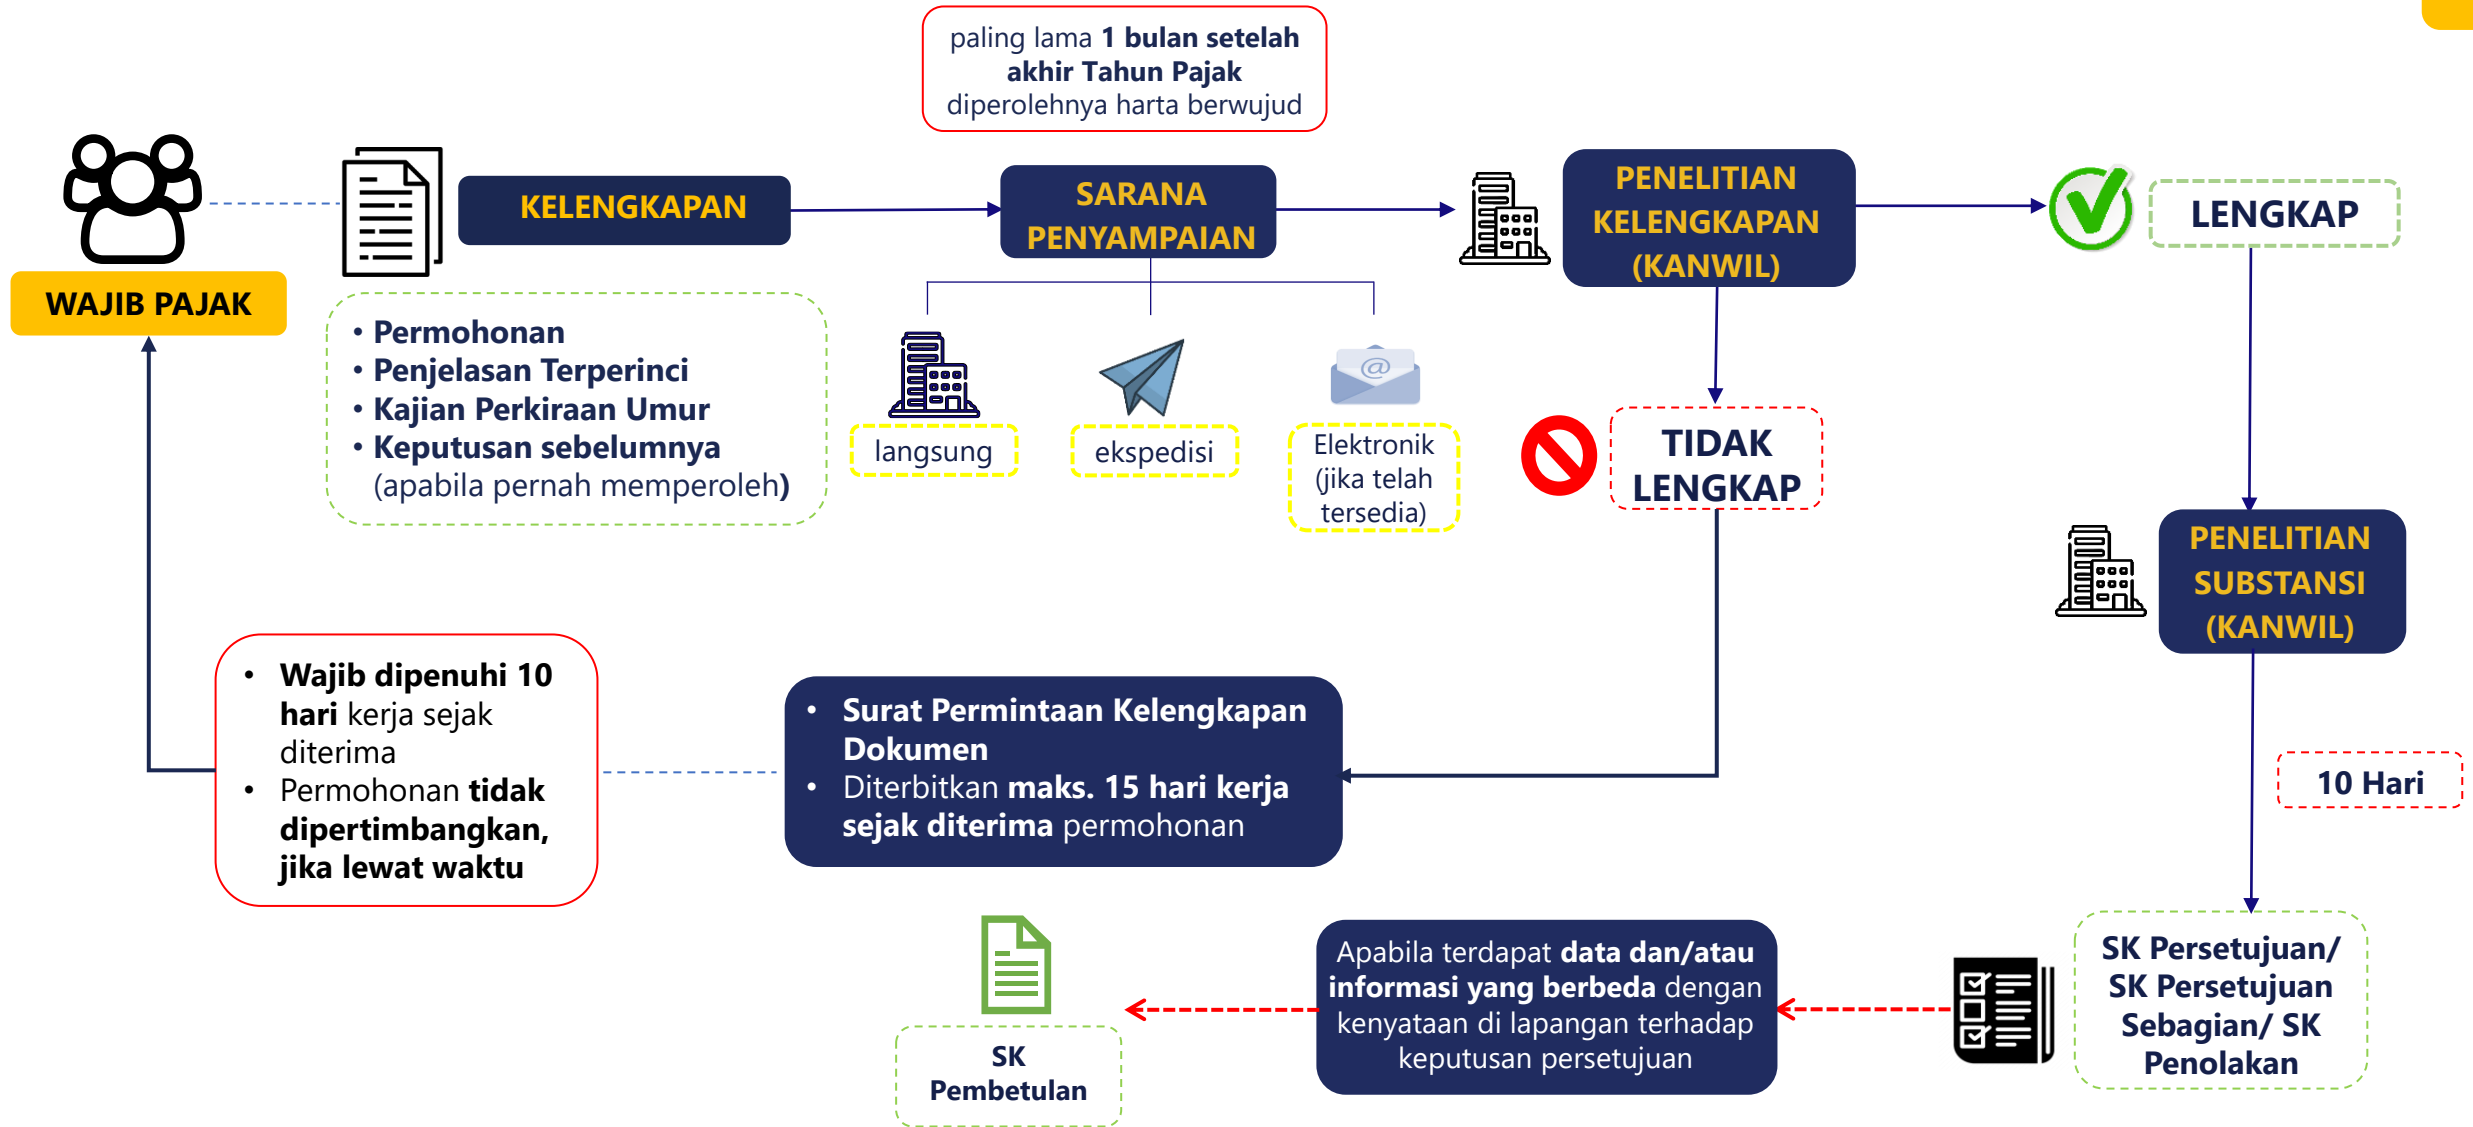 paling lama 1 bulan setelah
akhir Tahun Pajak
diperolehnya harta berwujud
WAJIB PAJAK
KELENGKAPAN
• Permohonan
• Penjelasan Terperinci
• Kajian Perkiraan Umur
• Keputusan sebelumnya
(apabila pernah memperoleh)
SARANA
PENYAMPAIAN
langsung
ekspedisi
@
Elektronik
(jika telah
tersedia)
PENELITIAN
KELENGKAPAN
(KANWIL)
LENGKAP
TIDAK
LENGKAP
PENELITIAN
SUBSTANSI
(KANWIL)
• Wajib dipenuhi 10
hari kerja sejak
diterima
• Permohonan tidak
dipertimbangkan,
jika lewat waktu
• Surat Permintaan Kelengkapan
Dokumen
• Diterbitkan maks. 15 hari kerja
sejak diterima permohonan
10 Hari
SK Persetujuan/
SK Persetujuan
Sebagian/ SK
Penolakan
Apabila terdapat data dan/atau
informasi yang berbeda dengan
kenyataan di lapangan terhadap
keputusan persetujuan
SK
Pembetulan